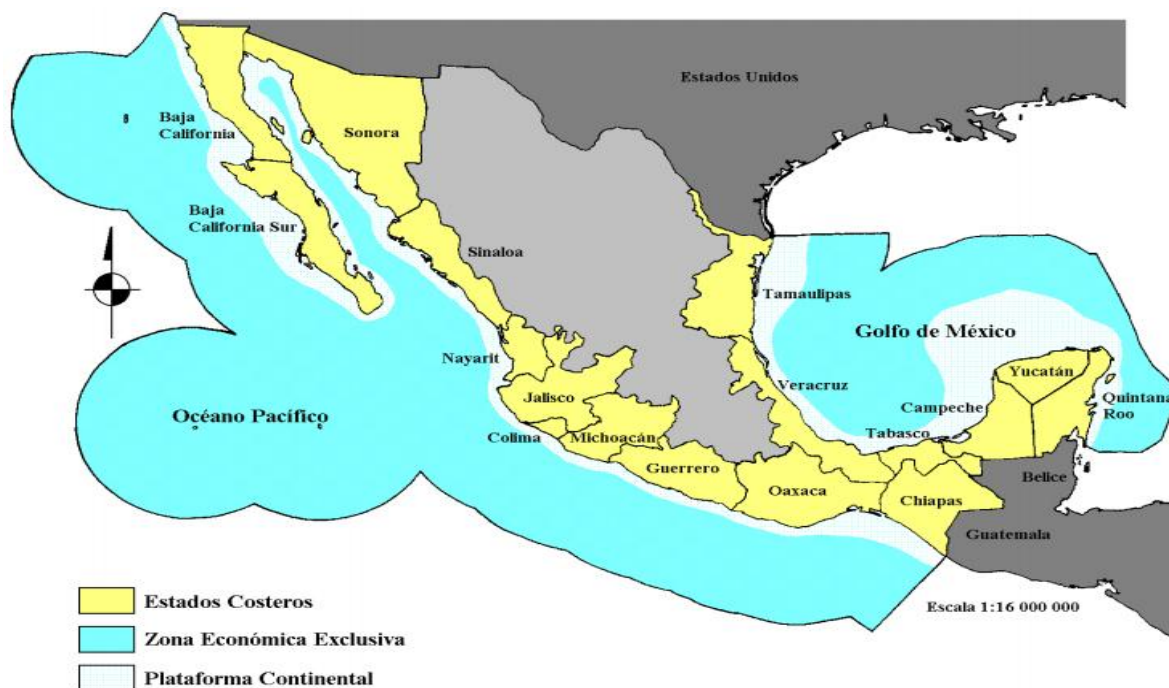 Estados Unidos
Baja
California
Sonora
Baja
California Sur
Sinaloa
Tamaulipas
Golfo de México
Nayarit
Yucatán
Veracruz
Jalisco
Campeche
Quintana
Roo
Océano Pacífico
Tabasco
Colima
Michoacán
Guerrero
Belice
Oaxaca
Chiapas
Guatemala
Estados Costeros
Escala 1:16 000 000
Zona Económica Exclusiva
Plataforma Continental